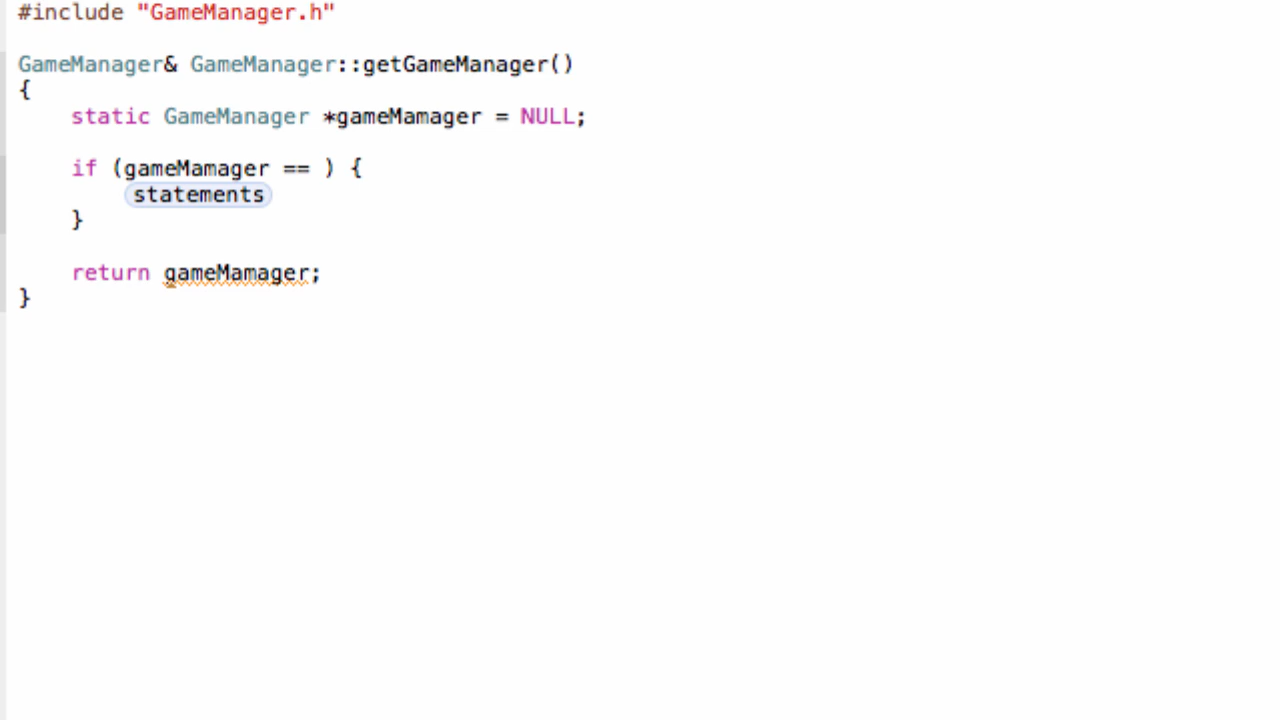 #include "GameManager.h"
GameManager& GameManager::getGameManager()
{
static GameManager *gameMamager = NULL;
if (gameMamager == ) {
statements
}
return gameMamager;
}